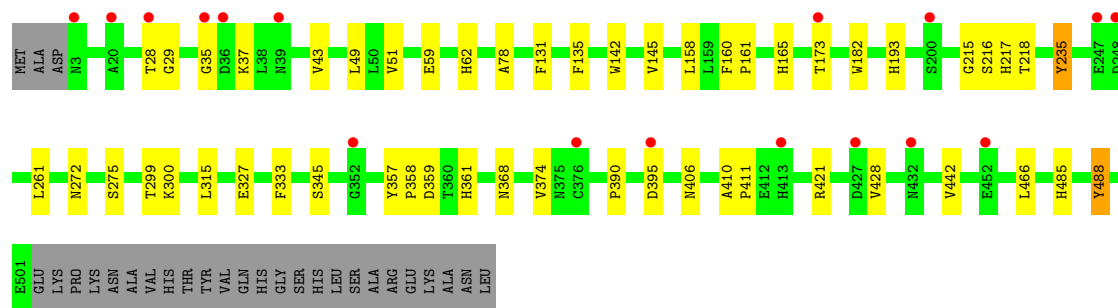 MET ALA ASP N3 A20 T28 G29 G35 D36 K37 L38 N39 V43 L49 L50 V51 E59 H62 A78 F131 F135 W142 V145 L158 L159 F160 P161 H165 T173 W182 H193 S200 G215 S216 H217 T218 Y235 E247 D248
L261 N272 S275 T299 K300 L315 E327 F333 S345 G352 Y357 P358 D359 T360 H361 N368 V374 N375 C376 P390 D395 N406 A410 P411 E412 H413 R421 D427 V428 N432 V442 E452 L466 H485 Y488
E501 GLU LYS PRO LYS ASN ALA VAL HIS THR TYR VAL GLN HIS GLY SER HIS LEU SER ALA ARG GLU LYS ALA ASN LEU